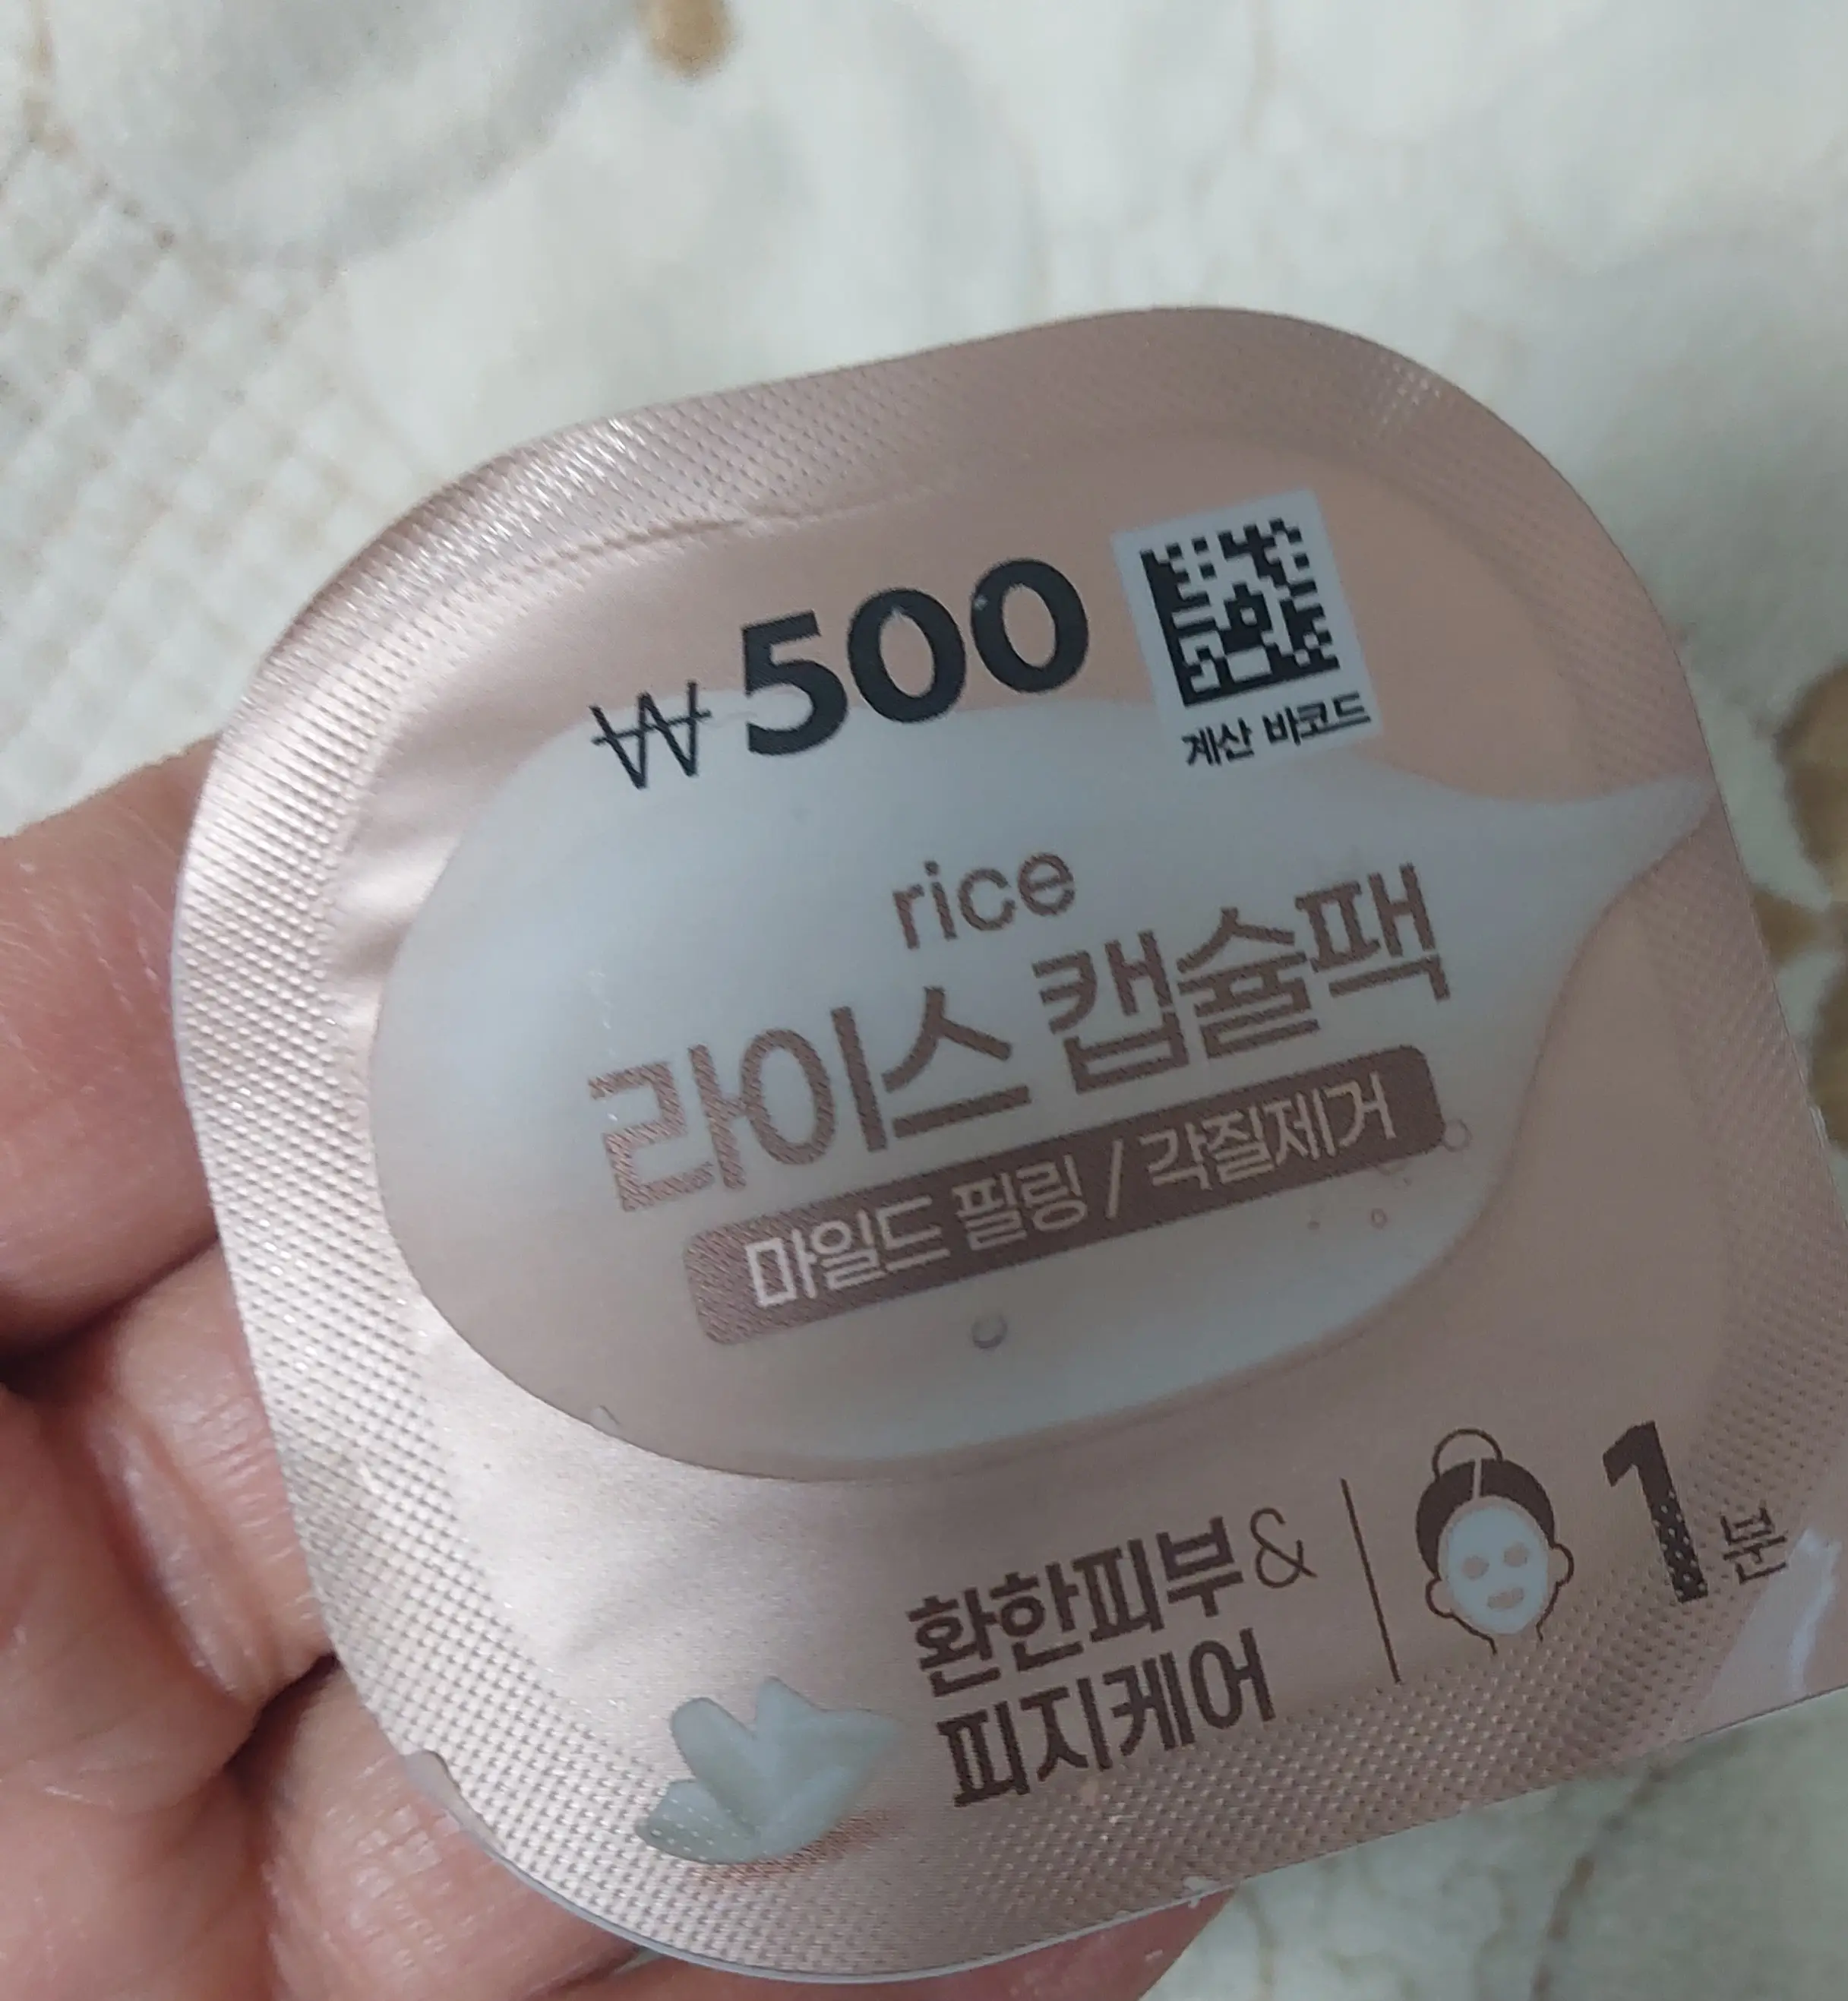 ₩500
계산 바코드
rice
라이스 캡슐팩
마일드 필링 / 각질제거
환한피부&
피지케어
1분